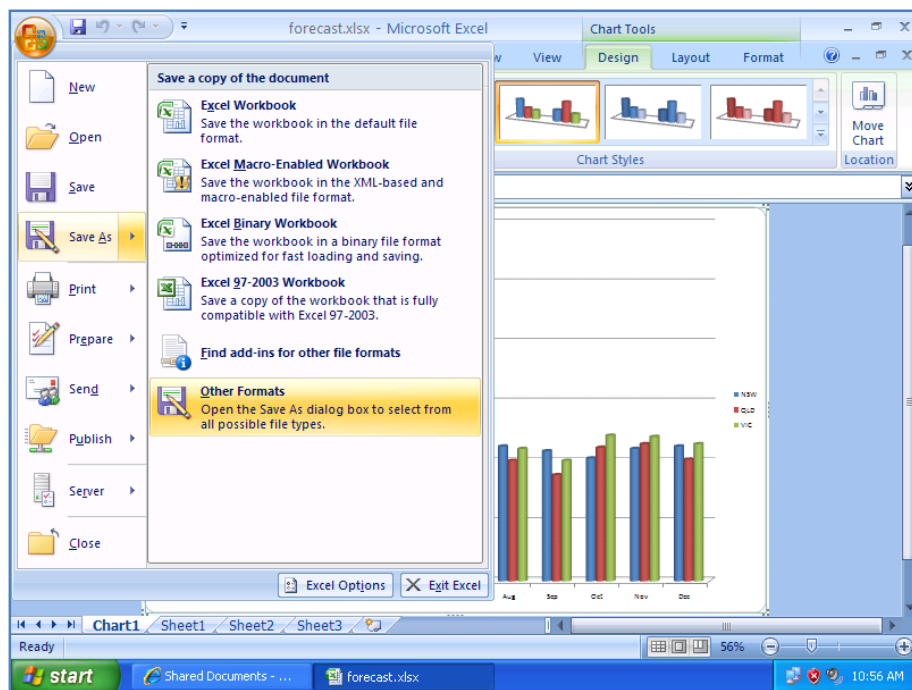 forecast.xlsx - Microsoft Excel
Chart Tools
View
Design
Layout
Format
New
Open
Save
Save As
Print
Prepare
Send
Publish
Server
Close
Save a copy of the document
Excel Workbook
Save the workbook in the default file
format.
Excel Macro-Enabled Workbook
Save the workbook in the XML-based and
macro-enabled file format.
Excel Binary Workbook
Save the workbook in a binary file format
optimized for fast loading and saving.
Excel 97-2003 Workbook
Save a copy of the workbook that is fully
compatible with Excel 97-2003.
Find add-ins for other file formats
Other Formats
Open the Save As dialog box to select from
all possible file types.
Excel Options
Exit Excel
Chart Styles
Move
Chart
Location
NSW
QLD
VIC
Aug Sep Oct Nov Dec
Chart1 Sheet1 Sheet2 Sheet3
Ready
56%
start
Shared Documents - ...
forecast.xlsx
10:56 AM